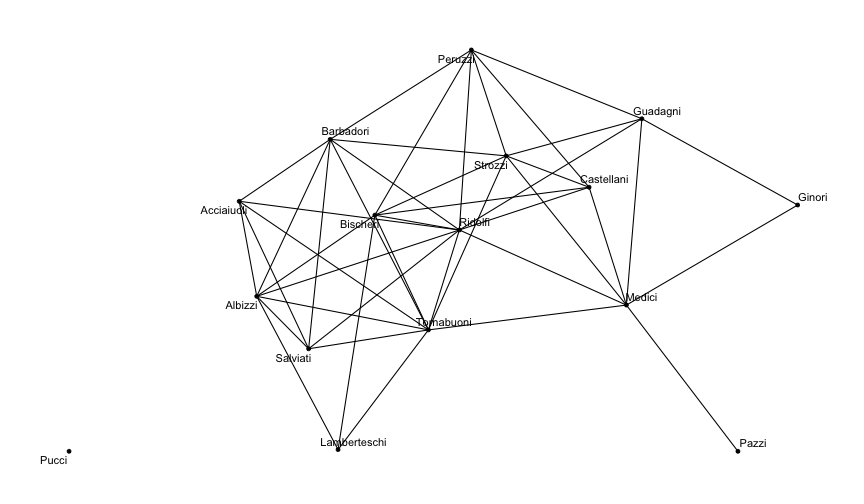 Peruzzi
Guadagni
Barbadori
Strozzi
Castellani
Ginori
Acciaiuoli
Bischeri
Ridolfi
Medici
Albizzi
Tornabuoni
Salviati
Lamberteschi
Pazzi
Pucci